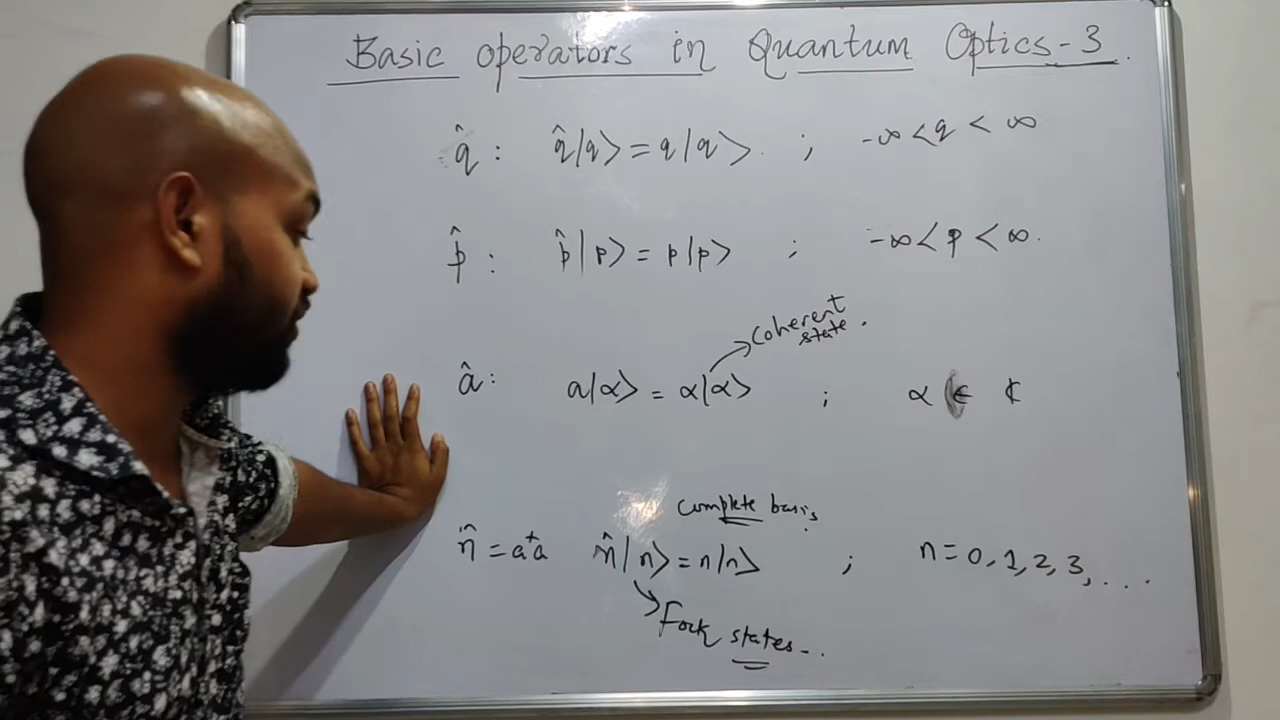 Basic operators in Quantum Optics - 3.
q̂ : q̂|q⟩ = q|q⟩ ; -∞ < q < ∞
p̂ : p̂|p⟩ = p|p⟩ ; -∞ < p < ∞.
Coherent
state.
â : a|α⟩ = α|α⟩ ; α ∈ ℂ
Complete basis
n̂ = a⁺a n̂|n⟩ = n|n⟩ ; n = 0, 1, 2, 3, ...
Fock states...